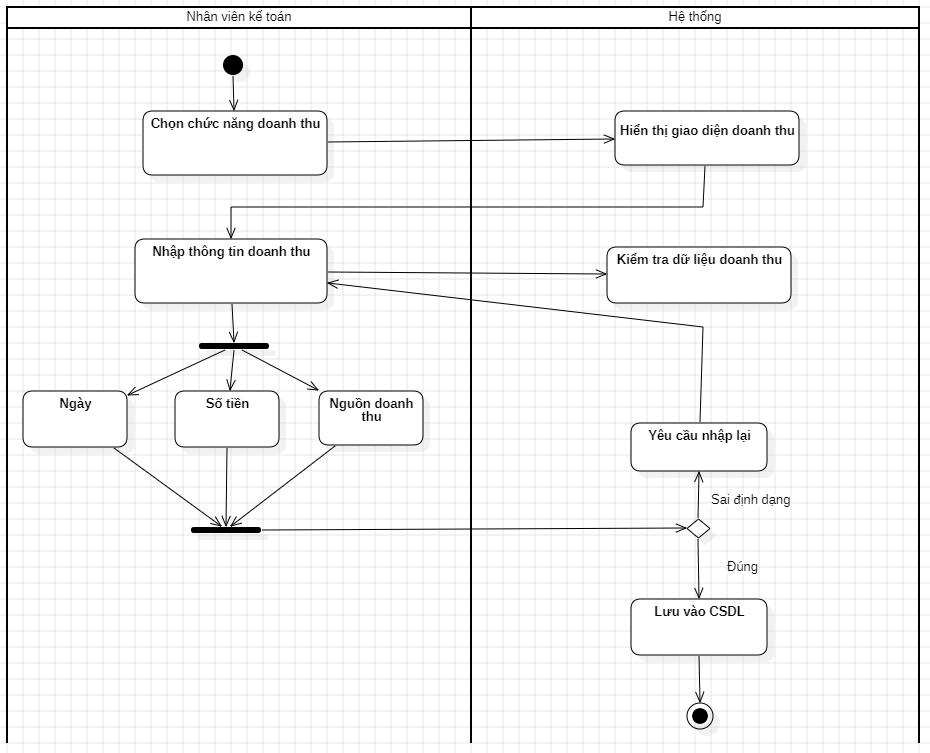 Nhân viên kế toán
Hệ thống
Chọn chức năng doanh thu
Hiển thị giao diện doanh thu
Nhập thông tin doanh thu
Kiểm tra dữ liệu doanh thu
Ngày
Số tiền
Nguồn doanh
thu
Yêu cầu nhập lại
Sai định dạng
Đúng
Lưu vào CSDL